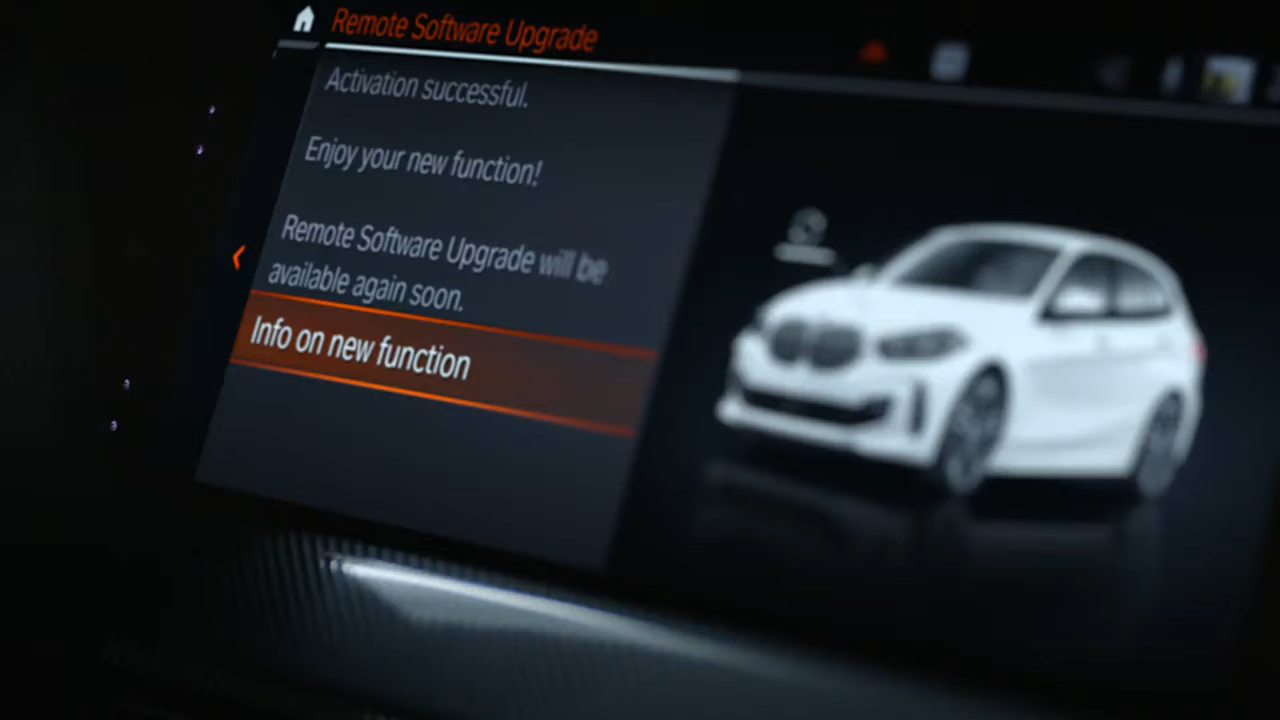 Remote Software Upgrade
Activation successful.
Enjoy your new function!
Remote Software Upgrade will be
available again soon.
Info on new function